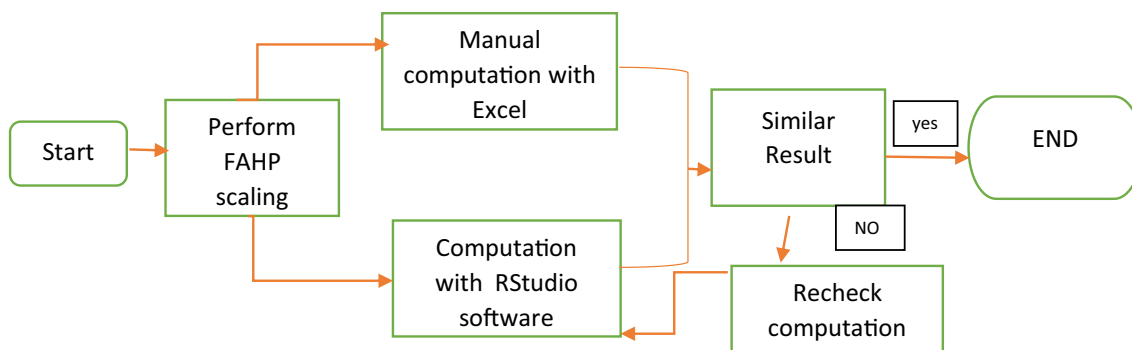 Start
Perform
FAHP
scaling
Manual
computation with
Excel
Computation
with RStudio
software
Similar
Result
yes
END
NO
Recheck
computation